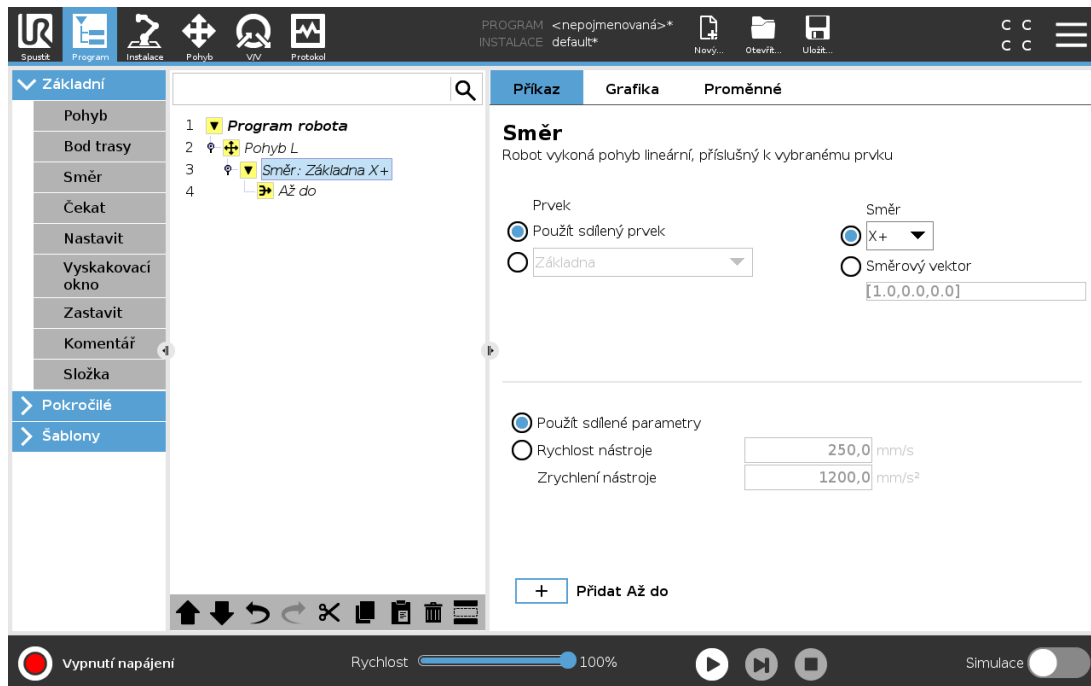 PROGRAM <nepojmenovaná>*
INSTALACE default*
C C
C C
Spustit Program Instalace Pohyb V/V Protokol Nový... Otevřít... Uložit...
Základní
Pohyb
Bod trasy
Směr
Čekat
Nastavit
Vyskakovací
okno
Zastavit
Komentář
Složka
Pokročilé
Šablony
1 Program robota
2 Pohyb L
3 Směr: Základna X+
4 Až do
Příkaz Grafika Proměnné
Směr
Robot vykoná pohyb lineární, příslušný k vybranému prvku
Prvek
Použít sdílený prvek
Základna
Směr
X+
Směrový vektor
[1.0,0.0,0.0]
Použít sdílené parametry
Rychlost nástroje 250,0 mm/s
Zrychlení nástroje 1200,0 mm/s²
+ Přidat Až do
Vypnutí napájení Rychlost 100% Simulace